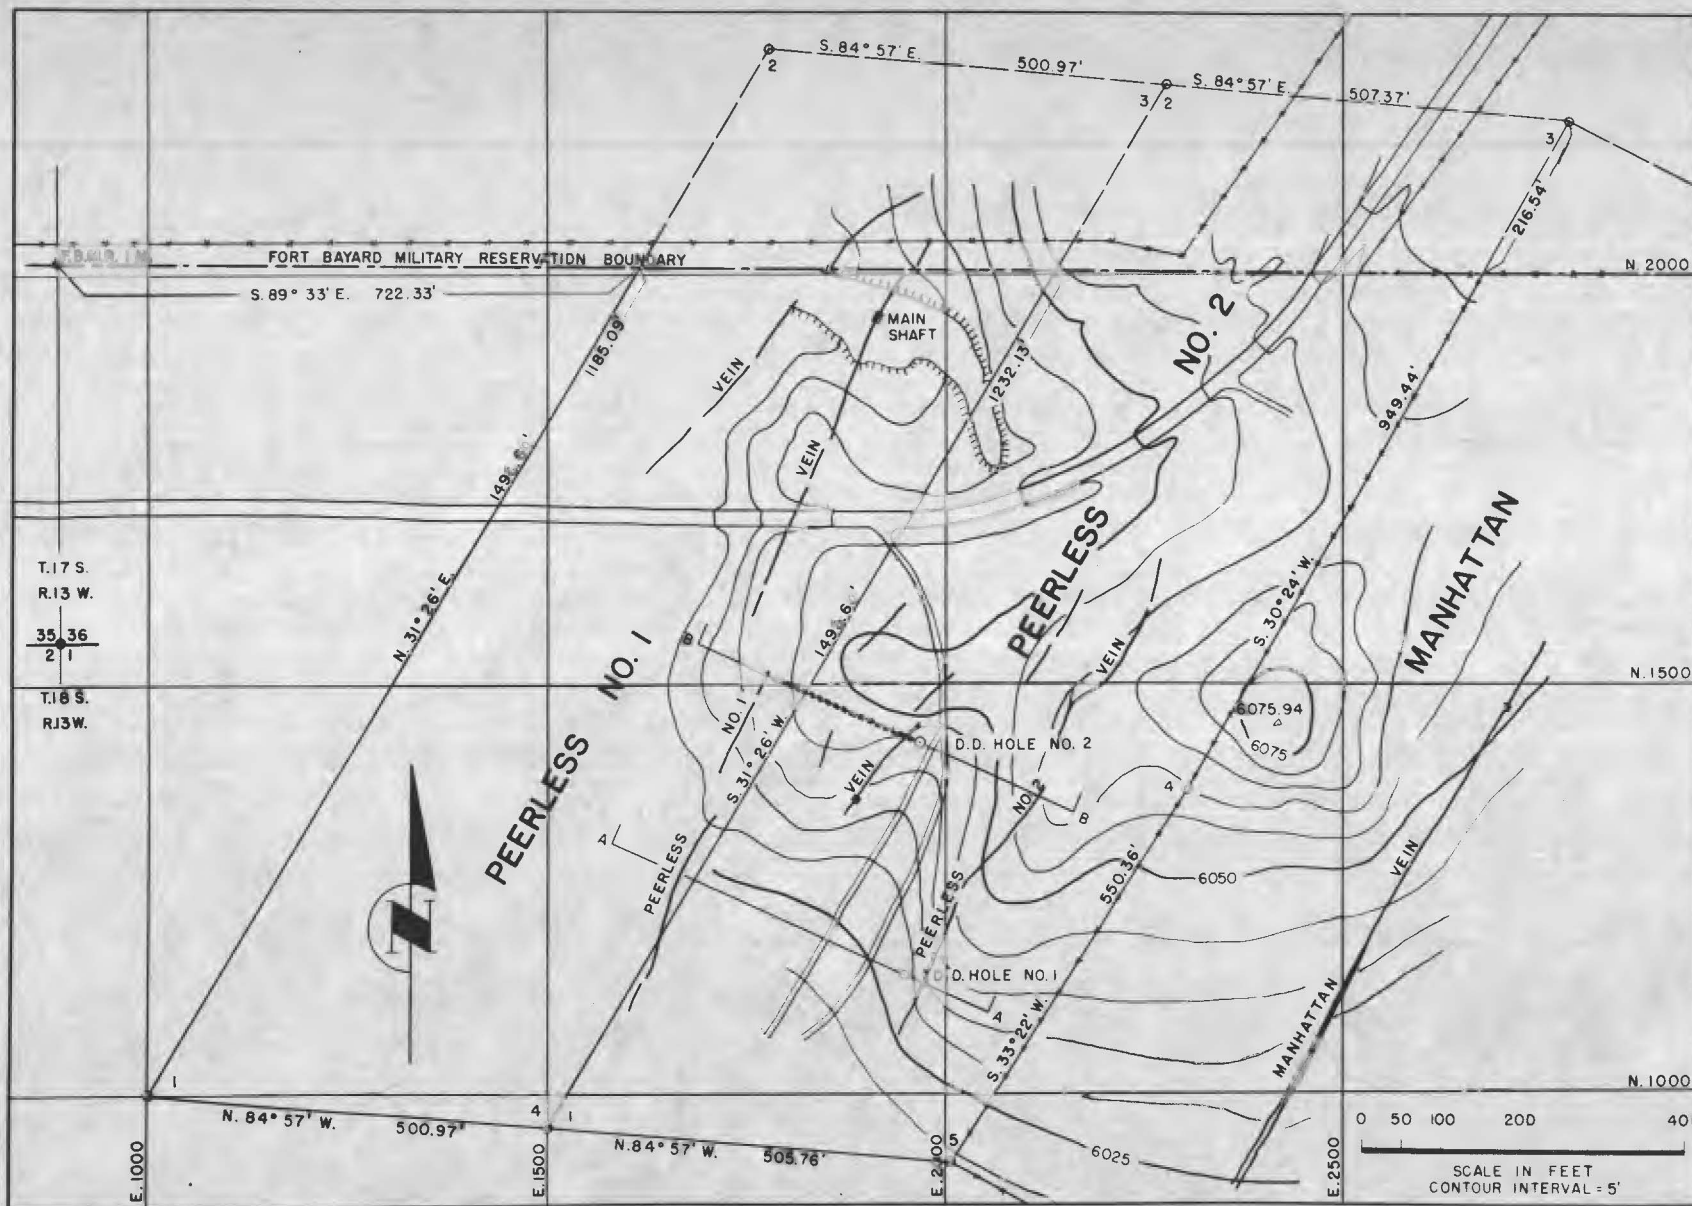 S. 84° 57' E.
500.97'
2
3 2
S. 84° 57' E.
507.37'
3
216.54'
FORT BAYARD MILITARY RESERVATION BOUNDARY
N. 2000
S. 89° 33' E. 722.33'
1185.09'
MAIN
SHAFT
VEIN
1232.13'
NO. 2
949.44'
VEIN
T.17 S.
R.13 W.
35 36
2 1
T.18 S.
R.13W.
N. 31° 26' E.
PEERLESS
MANHATTAN
S. 30° 24' W.
B
NO. 1
VEIN
N. 1500
NO. 1
S. 31° 26' W.
6075.94
6075
D.D. HOLE NO. 2
VEIN
NO. 2
B
4
PEERLESS
A
PEERLESS
VEIN
6050
550.36'
PEERLESS
D.D. HOLE NO. 1
A
S. 33° 22' W.
MANHATTAN
1
N. 1000
N. 84° 57' W. 500.97'
4 1
N. 84° 57' W. 505.76'
5
6025
E. 1000
E. 1500
E. 2500
0 50 100 200 40
SCALE IN FEET
CONTOUR INTERVAL = 5'
N